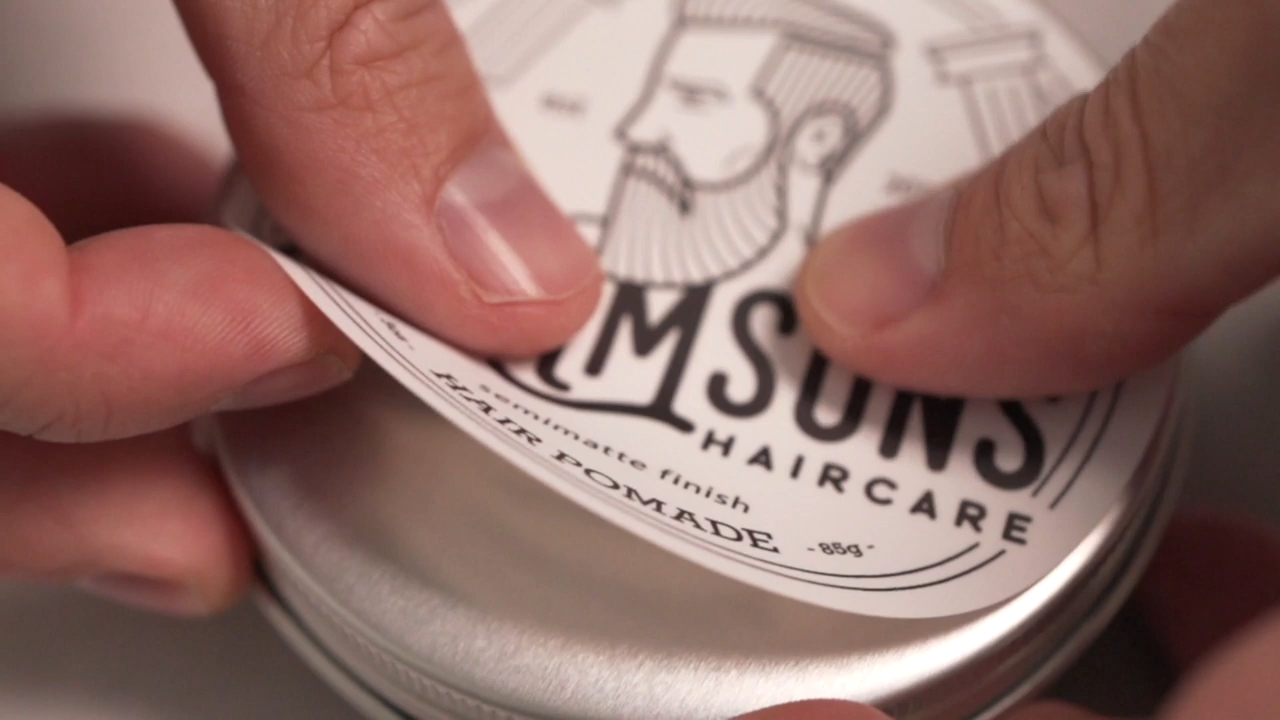 MSONS
HAIRCARE
semimatte finish
HAIR POMADE
-85g-